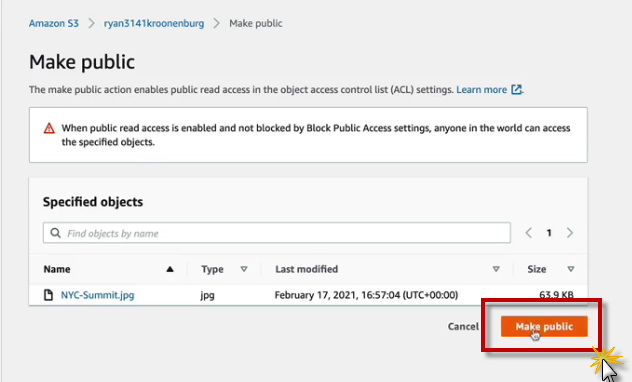 Amazon S3 > ryan3141kroonenburg > Make public
Make public
The make public action enables public read access in the object access control list (ACL) settings. Learn more
When public read access is enabled and not blocked by Block Public Access settings, anyone in the world can access
the specified objects.
Specified objects
Find objects by name
< 1 >
Name Type Last modified Size
NYC-Summit.jpg jpg February 17, 2021, 16:57:04 (UTC+00:00) 63.9 KB
Cancel Make public